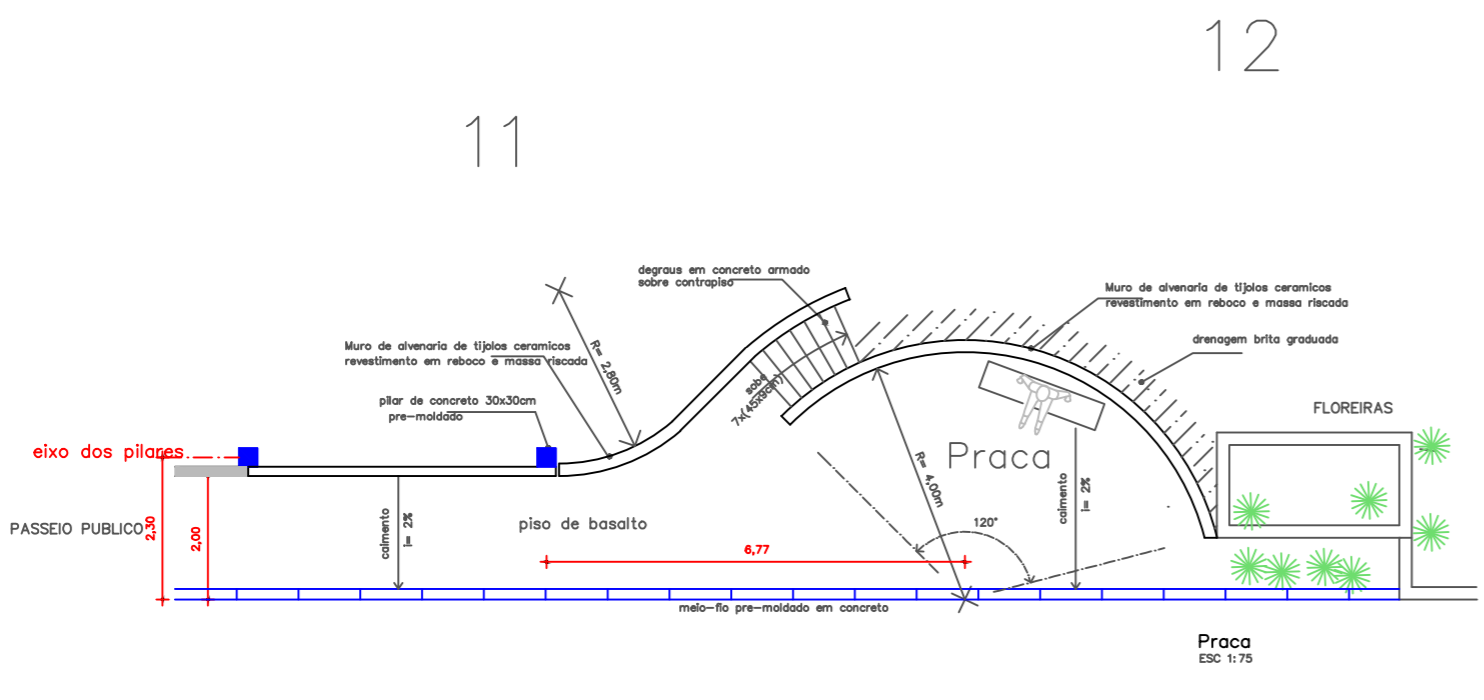 12
11
degraus em concreto armado
sobre contrapiso
Muro de alvenaria de tijolos ceramicos
revestimento em reboco e massa riscada
drenagem brita graduada
Muro de alvenaria de tijolos ceramicos
revestimento em reboco e massa riscada
R= 2,80m
sobe
7x(45x9cm)
pilar de concreto 30x30cm
pre-moldado
FLOREIRAS
eixo dos pilares
Praca
R= 4,00m
caimento
i= 2%
PASSEIO PUBLICO
2,30
2,00
caimento
i= 2%
piso de basalto
120°
6,77
meio-fio pre-moldado em concreto
Praca
ESC 1:75